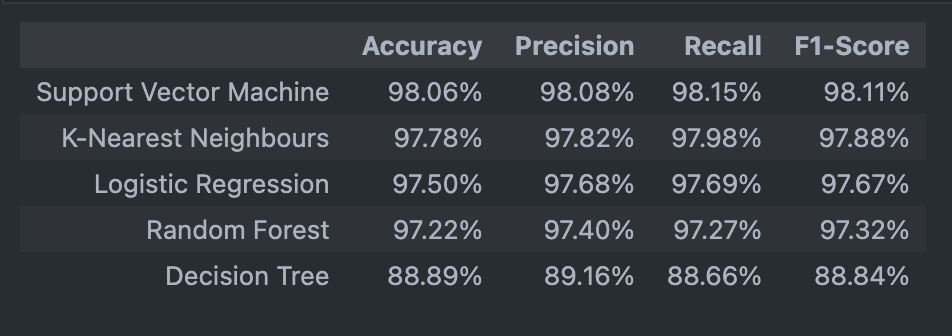 Accuracy Precision Recall F1-Score
Support Vector Machine 98.06% 98.08% 98.15% 98.11%
K-Nearest Neighbours 97.78% 97.82% 97.98% 97.88%
Logistic Regression 97.50% 97.68% 97.69% 97.67%
Random Forest 97.22% 97.40% 97.27% 97.32%
Decision Tree 88.89% 89.16% 88.66% 88.84%